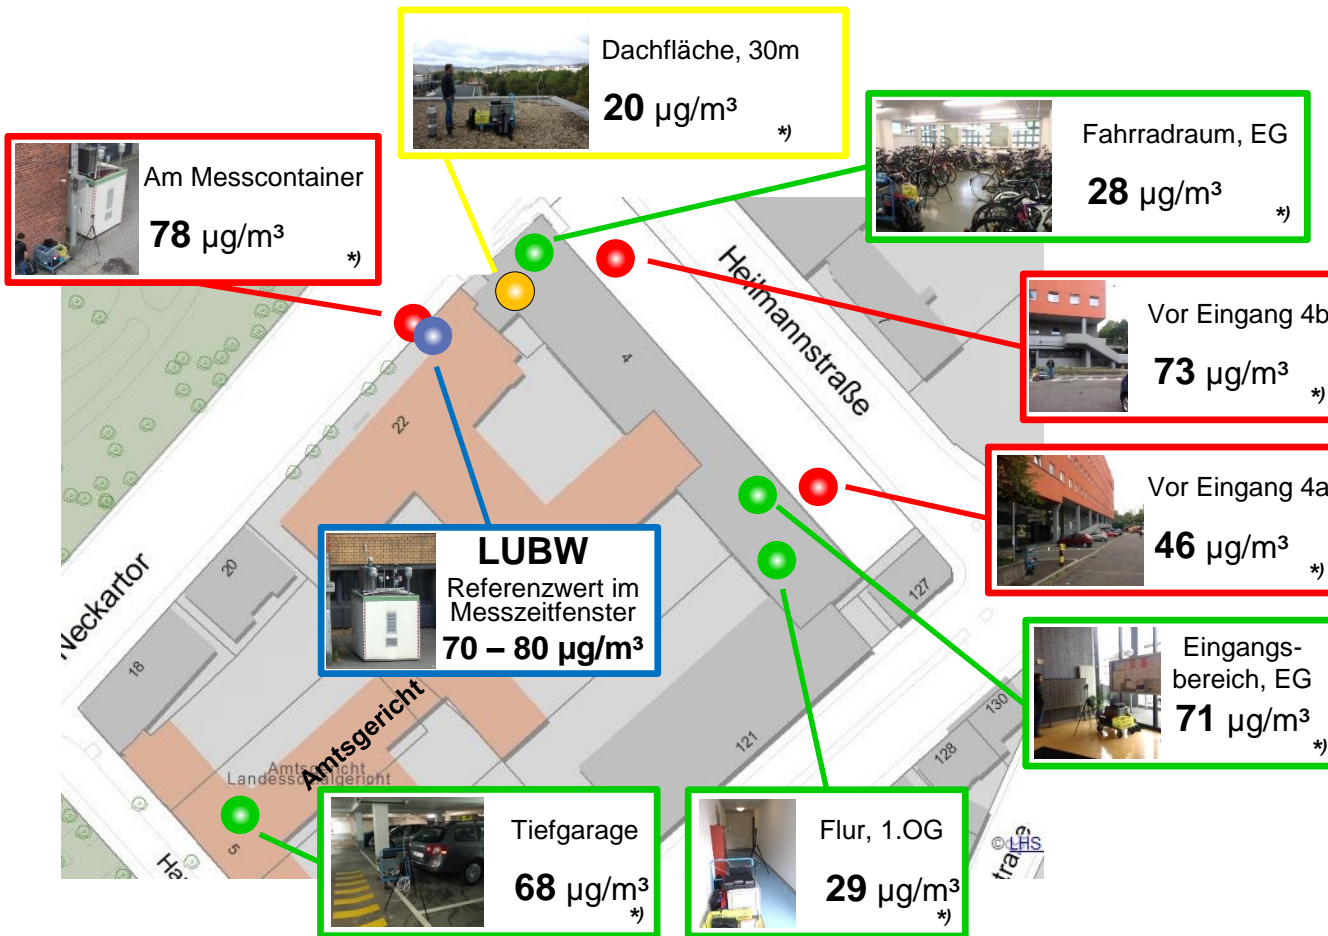 Dachfläche, 30m
20 µg/m³
*)
Fahrradraum, EG
28 µg/m³
*)
Am Messcontainer
78 µg/m³
*)
Vor Eingang 4b
73 µg/m³
*)
Vor Eingang 4a
46 µg/m³
*)
Heilmannstraße
4
22
20
18
Neckartor
LUBW
Referenzwert im
Messzeitfenster
70 – 80 µg/m³
127
130
128
121
Eingangs-
bereich, EG
71 µg/m³
*)
Amtsgericht
Amtsgericht
Landessozialgericht
5
Ha
Tiefgarage
68 µg/m³
*)
Flur, 1.OG
29 µg/m³
*)
© LHS
straße